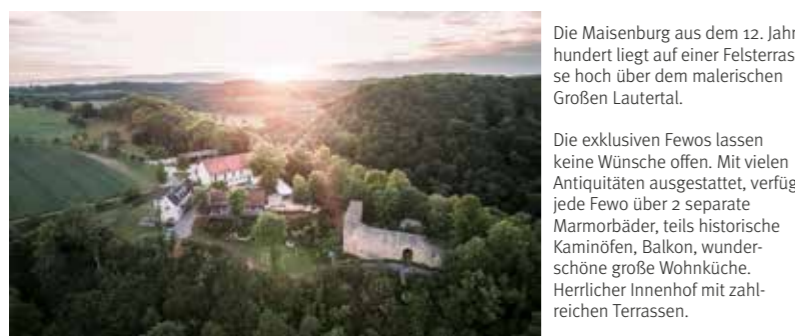 Die Maisenburg aus dem 12. Jahr
hundert liegt auf einer Felsterras
se hoch über dem malerischen
Großen Lautertal.
Die exklusiven Fewos lassen
keine Wünsche offen. Mit vielen
Antiquitäten ausgestattet, verfüg
jede Fewo über 2 separate
Marmorbäder, teils historische
Kaminöfen, Balkon, wunder-
schöne große Wohnküche.
Herrlicher Innenhof mit zahl-
reichen Terrassen.